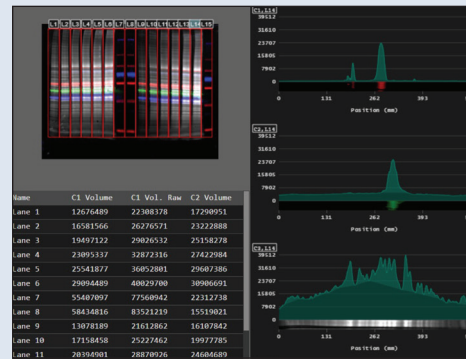 L1 L2 L3 L4 L5 L6 L7 L8 L9 L10 L11 L12 L13 L14 L15
Name C1 Volume C1 Vol. Raw C2 Volume
Lane 1 12676489 22308378 17290951
Lane 2 16581566 26276571 23222888
Lane 3 19497122 29026532 25158278
Lane 4 23095337 32872316 27422984
Lane 5 25541877 36052801 29607386
Lane 6 29094489 40029700 30906691
Lane 7 55407097 77560942 22312738
Lane 8 58434816 83521219 15519021
Lane 9 13078189 21612862 16107842
Lane 10 17158458 25227462 19977785
Lane 11 20394901 28870926 24604689
C1,L14
39512
31610
23707
15805
7902
0
0 131 262 393
Position (mm)
C2,L14
39512
31610
23707
15805
7902
0
0 131 262 393
Position (mm)
C3,L14
39512
31610
23707
15805
7902
0
0 131 262 393
Position (mm)